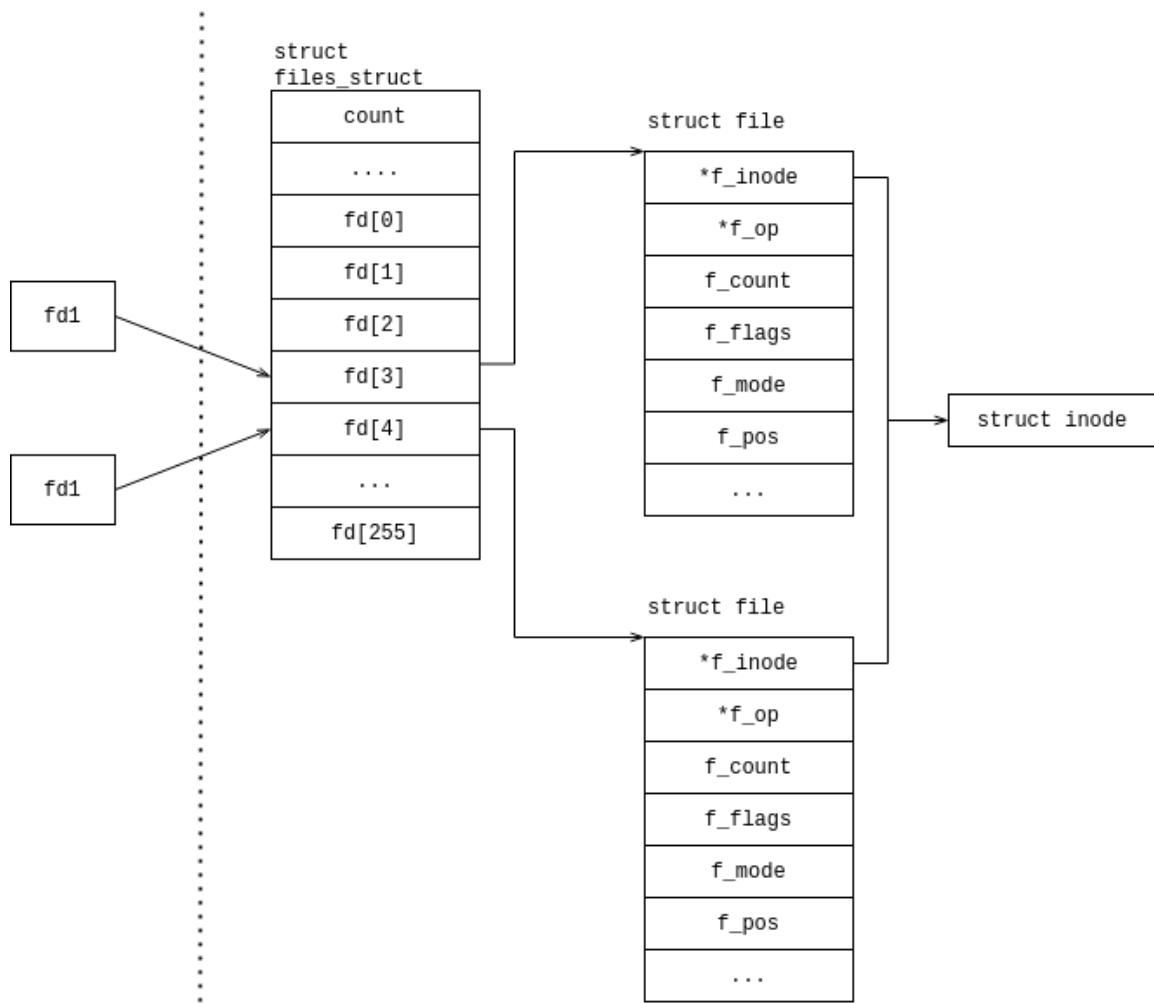 fd1
fd1
struct
files_struct
count
....
fd[0]
fd[1]
fd[2]
fd[3]
fd[4]
...
fd[255]
struct file
*f_inode
*f_op
f_count
f_flags
f_mode
f_pos
...
struct file
*f_inode
*f_op
f_count
f_flags
f_mode
f_pos
...
struct inode